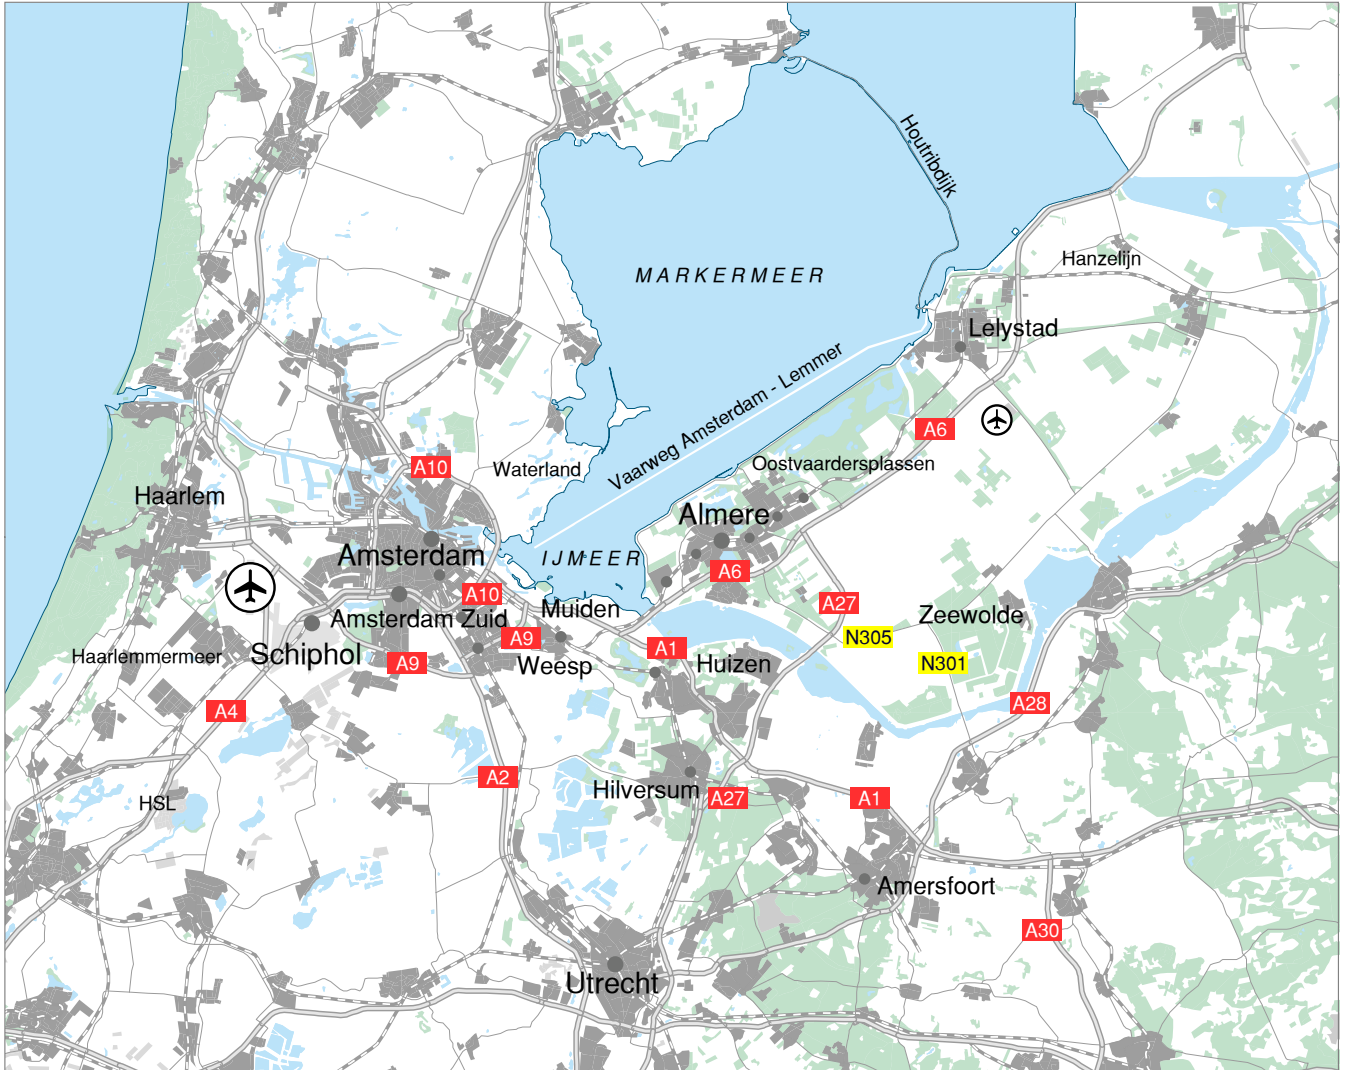 Houtribdijk
Hanzelijn
MARKERMEER
Lelystad
Vaarweg Amsterdam - Lemmer
A6
A10
Waterland
Oostvaardersplassen
Haarlem
Almere
Amsterdam
IJMEER
A6
A10
Muiden
A27
Zeewolde
Amsterdam Zuid
N305
A9
Schiphol
Haarlemmermeer
A9
Weesp
A1
Huizen
N301
A4
A28
A2
Hilversum
A27
A1
HSL
Amersfoort
A30
Utrecht